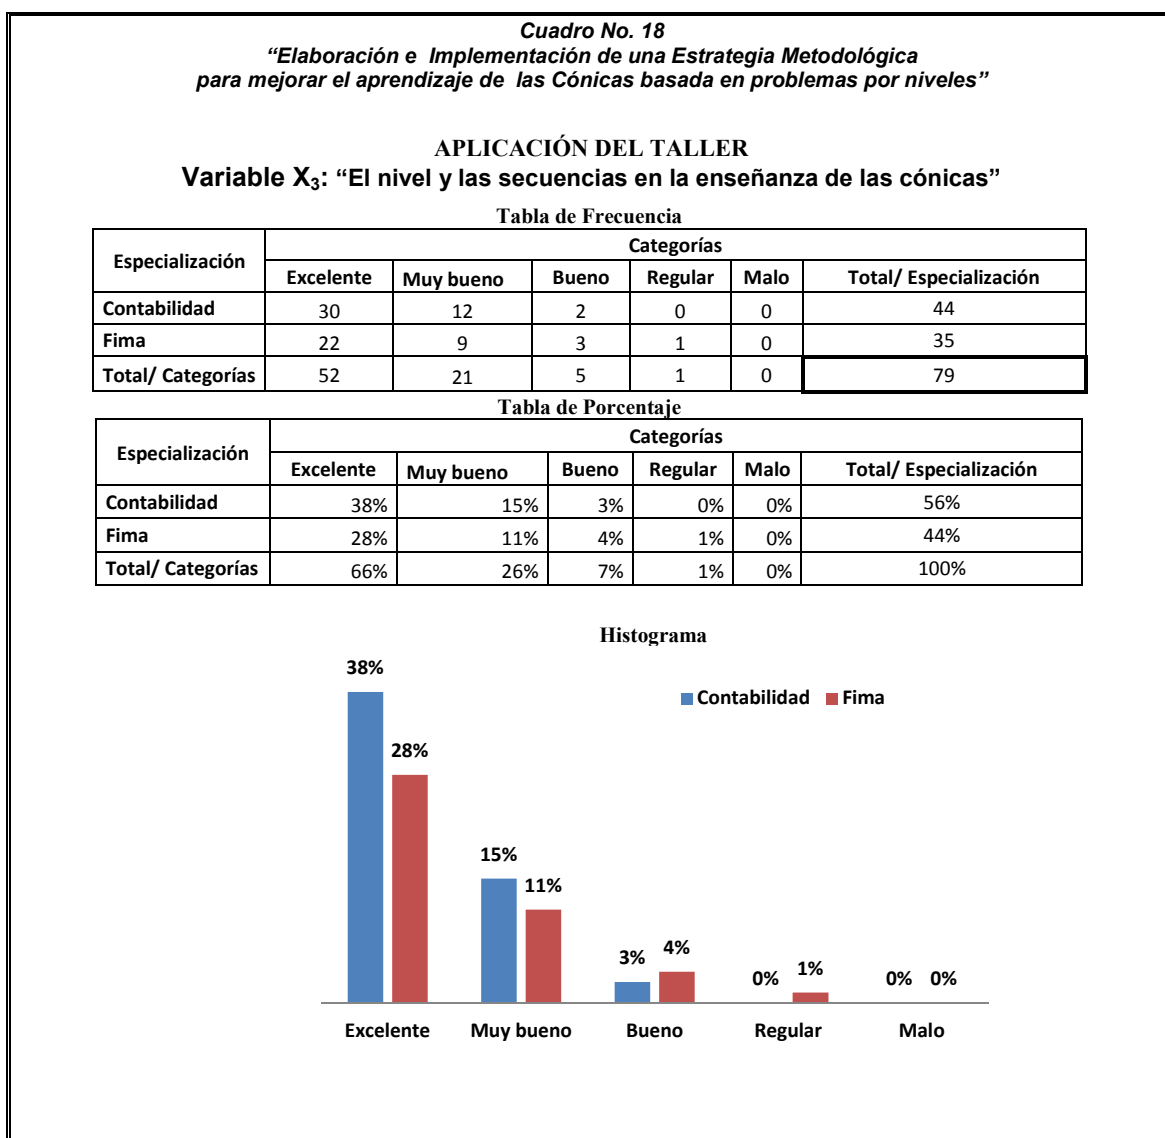 Cuadro No. 18
“Elaboración e Implementación de una Estrategia Metodológica
para mejorar el aprendizaje de las Cónicas basada en problemas por niveles”
APLICACIÓN DEL TALLER
Variable X3: “El nivel y las secuencias en la enseñanza de las cónicas”
Tabla de Frecuencia
Especialización Categorías
Excelente Muy bueno Bueno Regular Malo Total/ Especialización
Contabilidad 30 12 2 0 0 44
Fima 22 9 3 1 0 35
Total/ Categorías 52 21 5 1 0 79
Tabla de Porcentaje
Especialización Categorías
Excelente Muy bueno Bueno Regular Malo Total/ Especialización
Contabilidad 38% 15% 3% 0% 0% 56%
Fima 28% 11% 4% 1% 0% 44%
Total/ Categorías 66% 26% 7% 1% 0% 100%
Histograma
Contabilidad Fima
38%
28%
15%
11%
3% 4%
0% 1%
0% 0%
Excelente Muy bueno Bueno Regular Malo